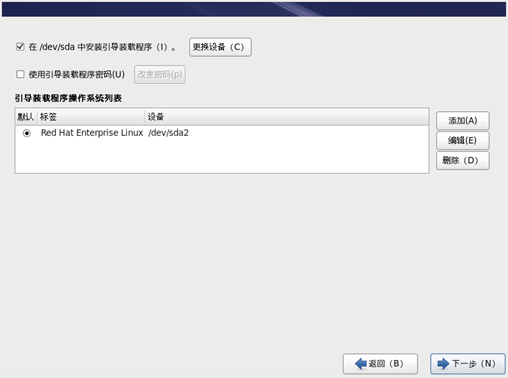 在 /dev/sda 中安装引导装载程序（I）。 更换设备（C）
使用引导装载程序密码(U) 改变密码(p)
引导装载程序操作系统列表
默认 标签 设备
Red Hat Enterprise Linux /dev/sda2
添加(A)
编辑(E)
删除（D）
返回（B） 下一步（N）